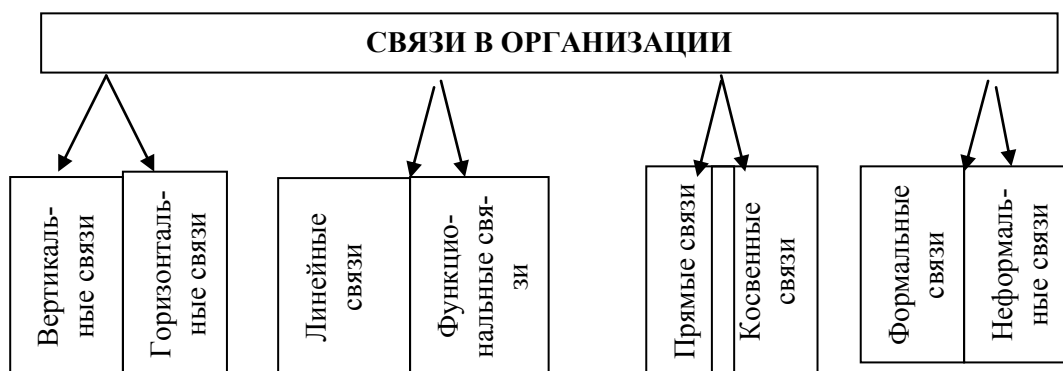 СВЯЗИ В ОРГАНИЗАЦИИ
Вертикаль-
ные связи
Горизонталь-
ные связи
Линейные
связи
Функцио-
нальные свя-
зи
Прямые связи
Косвенные
связи
Формальные
связи
Неформаль-
ные связи